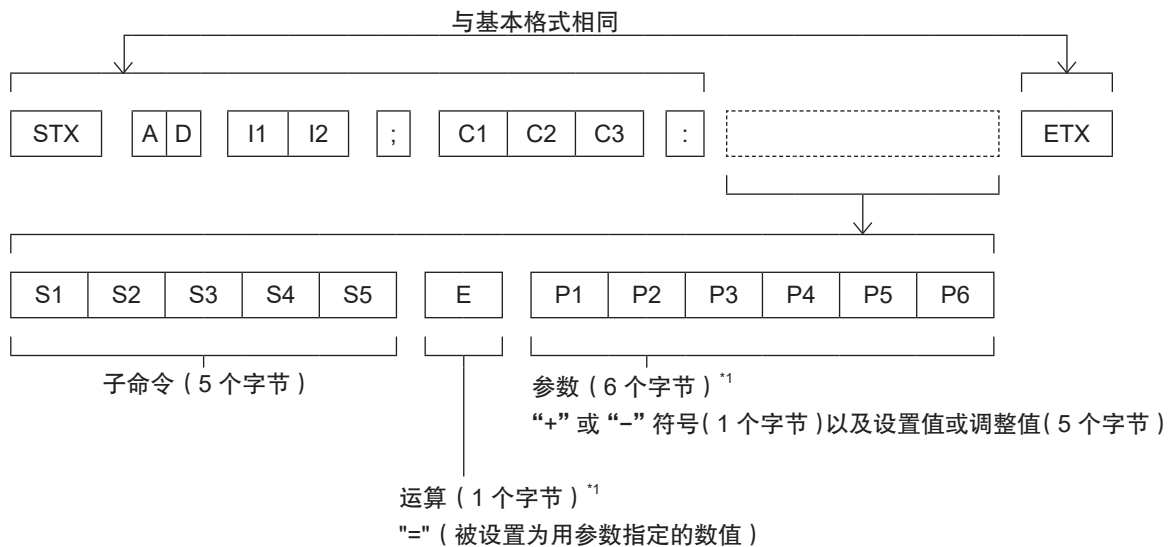 与基本格式相同
STX A D I1 I2 ; C1 C2 C3 : ETX
S1 S2 S3 S4 S5 E P1 P2 P3 P4 P5 P6
子命令(5 个字节)
参数(6 个字节)*1
“+” 或 “−” 符号(1 个字节)以及设置值或调整值(5 个字节)
运算(1 个字节)*1
"="(被设置为用参数指定的数值)